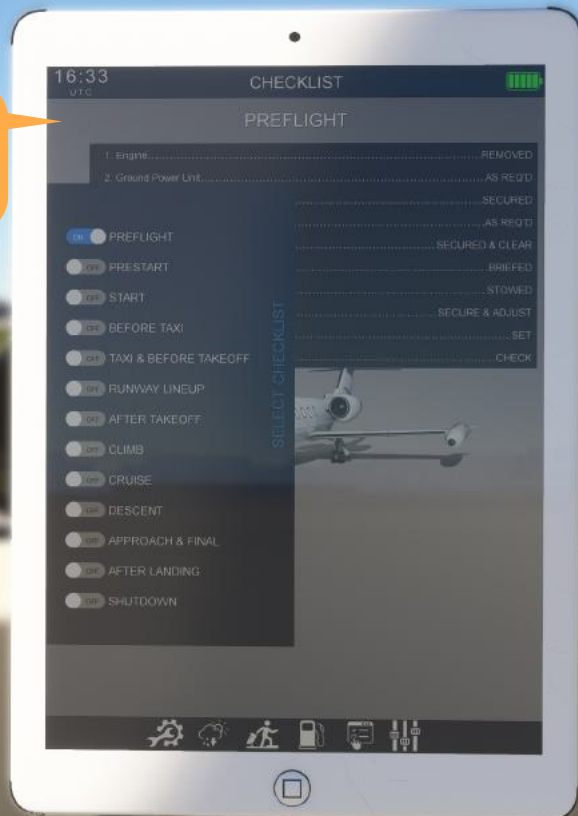 16:33
UTC
CHECKLIST
PREFLIGHT
1. Engine REMOVED
2. Ground Power Unit AS REQ'D
SECURED
AS REQ'D
SECURED & CLEAR
BRIEFED
STOWED
SECURE & ADJUST
SET
CHECK
SELECT CHECKLIST
ON PREFLIGHT
OFF PRESTART
OFF START
OFF BEFORE TAXI
OFF TAXI & BEFORE TAKEOFF
OFF RUNWAY LINEUP
OFF AFTER TAKEOFF
OFF CLIMB
OFF CRUISE
OFF DESCENT
OFF APPROACH & FINAL
OFF AFTER LANDING
OFF SHUTDOWN